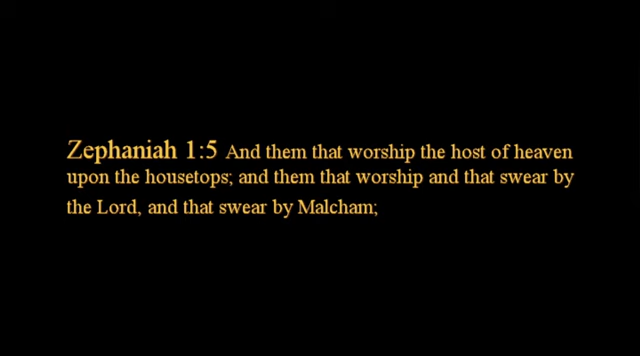 Zephaniah 1:5 And them that worship the host of heaven
upon the housetops; and them that worship and that swear by
the Lord, and that swear by Malcham;